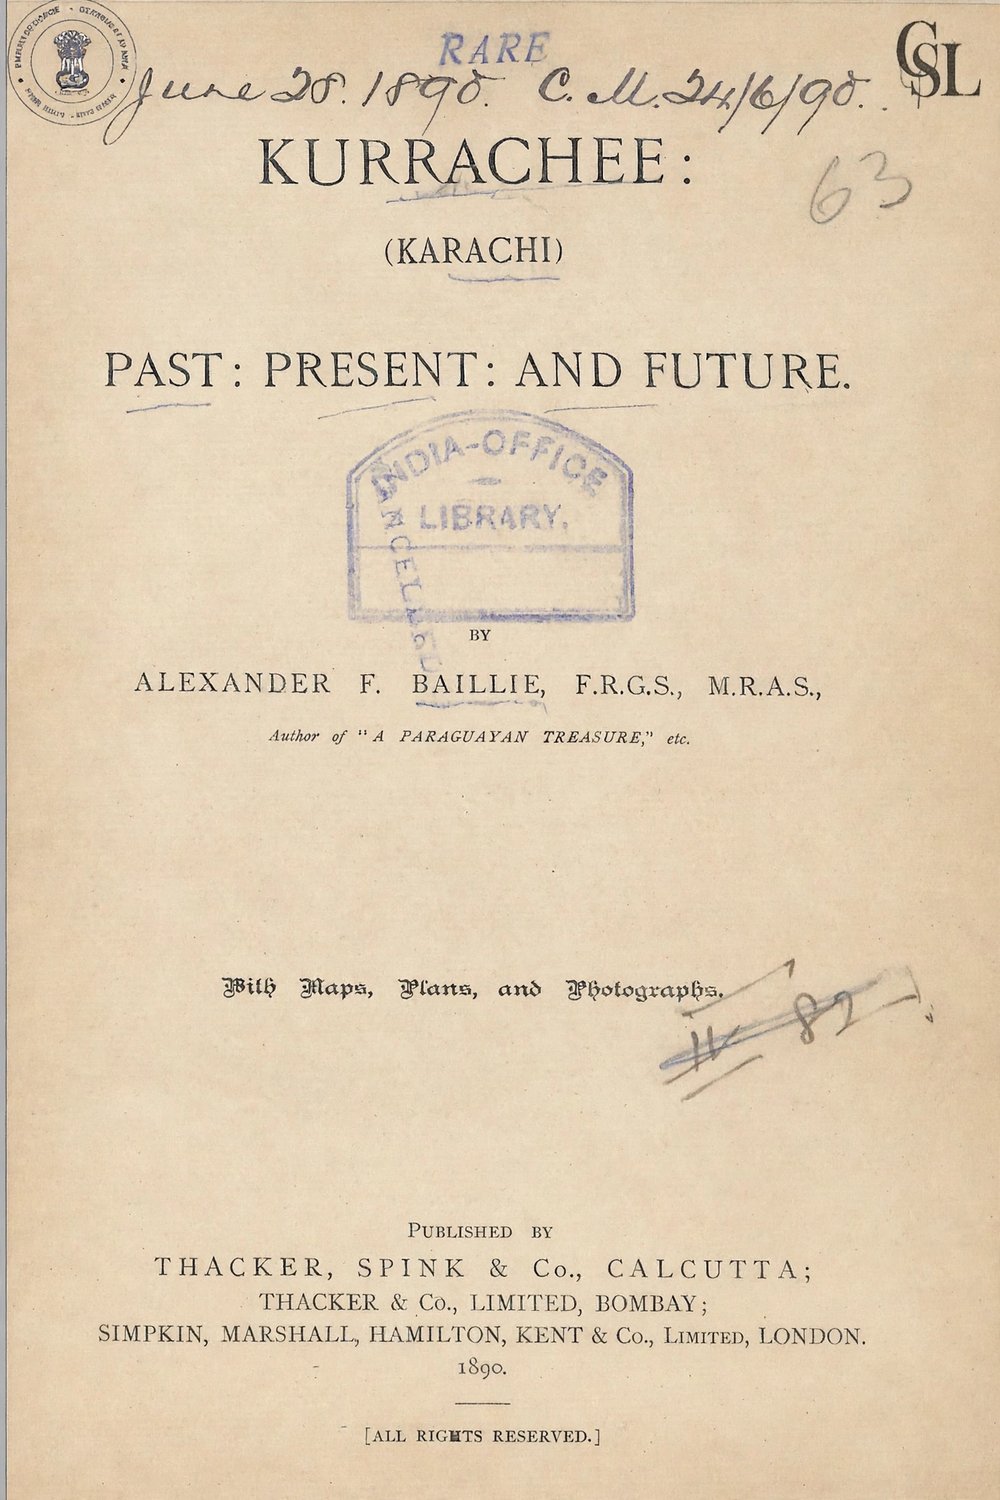 RARE
CSL
June 28. 1890. C. M. 24/6/90.
KURRACHEE:
63
(KARACHI)
PAST: PRESENT: AND FUTURE.
INDIA-OFFICE
LIBRARY.
CANCELLED
BY
ALEXANDER F. BAILLIE, F.R.G.S., M.R.A.S.,
Author of "A PARAGUAYAN TREASURE," etc.
With Maps, Plans, and Photographs.
PUBLISHED BY
THACKER, SPINK & Co., CALCUTTA;
THACKER & Co., LIMITED, BOMBAY;
SIMPKIN, MARSHALL, HAMILTON, KENT & Co., LIMITED, LONDON.
1890.
[ALL RIGHTS RESERVED.]